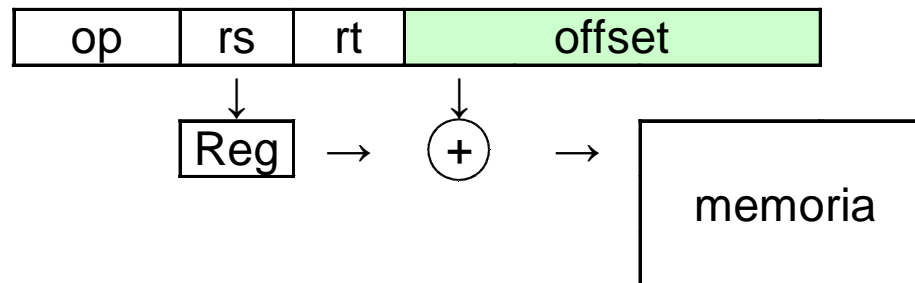 op rs rt offset
↓ ↓
Reg → + →
memoria